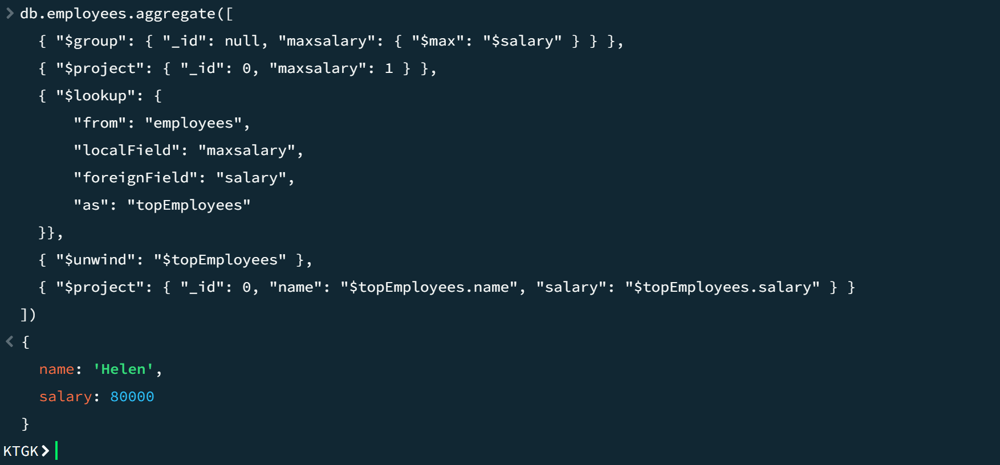 > db.employees.aggregate([
{ "$group": { "_id": null, "maxsalary": { "$max": "$salary" } } },
{ "$project": { "_id": 0, "maxsalary": 1 } },
{ "$lookup": {
"from": "employees",
"localField": "maxsalary",
"foreignField": "salary",
"as": "topEmployees"
}},
{ "$unwind": "$topEmployees" },
{ "$project": { "_id": 0, "name": "$topEmployees.name", "salary": "$topEmployees.salary" } }
])
< {
name: 'Helen',
salary: 80000
}
KTGK>